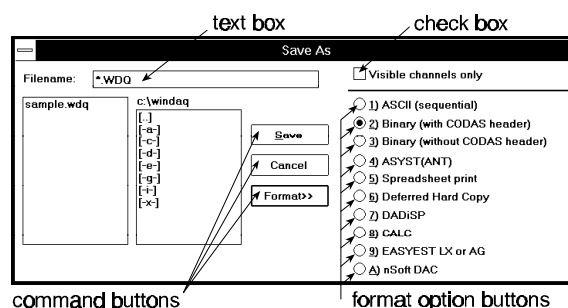 text box
check box
Save As
Filename: *.WDQ
Visible channels only
sample.wdq
c:\windaq
[..]
[-a-]
[-c-]
[-d-]
[-e-]
[-g-]
[-i-]
[-x-]
Save
Cancel
Format>>
1) ASCII (sequential)
2) Binary (with CODAS header)
3) Binary (without CODAS header)
4) ASYST(ANT)
5) Spreadsheet print
6) Deferred Hard Copy
7) DADiSP
8) CALC
9) EASYEST LX or AG
A) nSoft DAC
command buttons
format option buttons